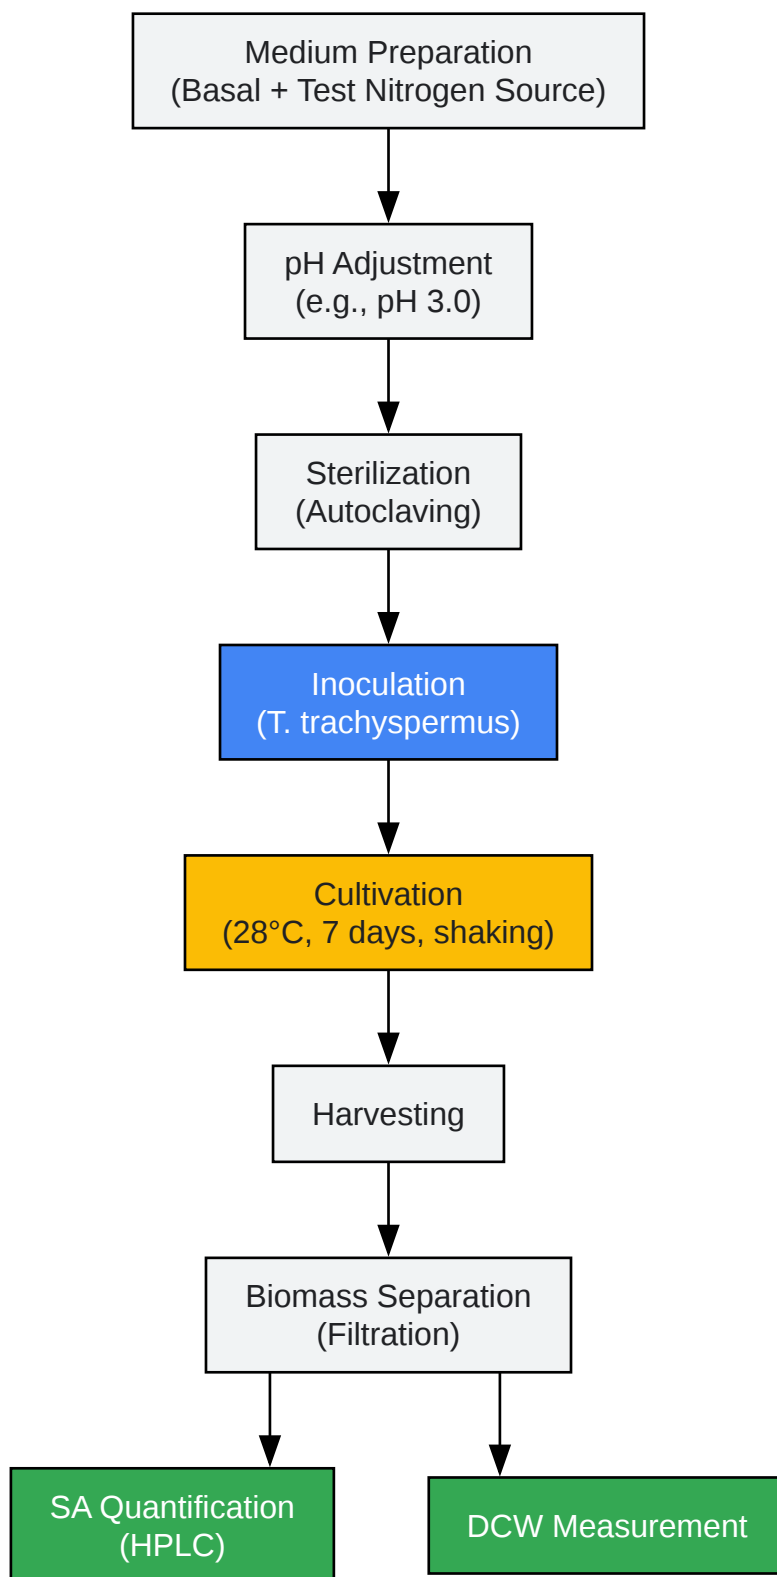 Medium Preparation
(Basal + Test Nitrogen Source)
pH Adjustment
(e.g., pH 3.0)
Sterilization
(Autoclaving)
Inoculation
(T. trachyspermus)
Cultivation
(28°C, 7 days, shaking)
Harvesting
Biomass Separation
(Filtration)
SA Quantification
(HPLC)
DCW Measurement